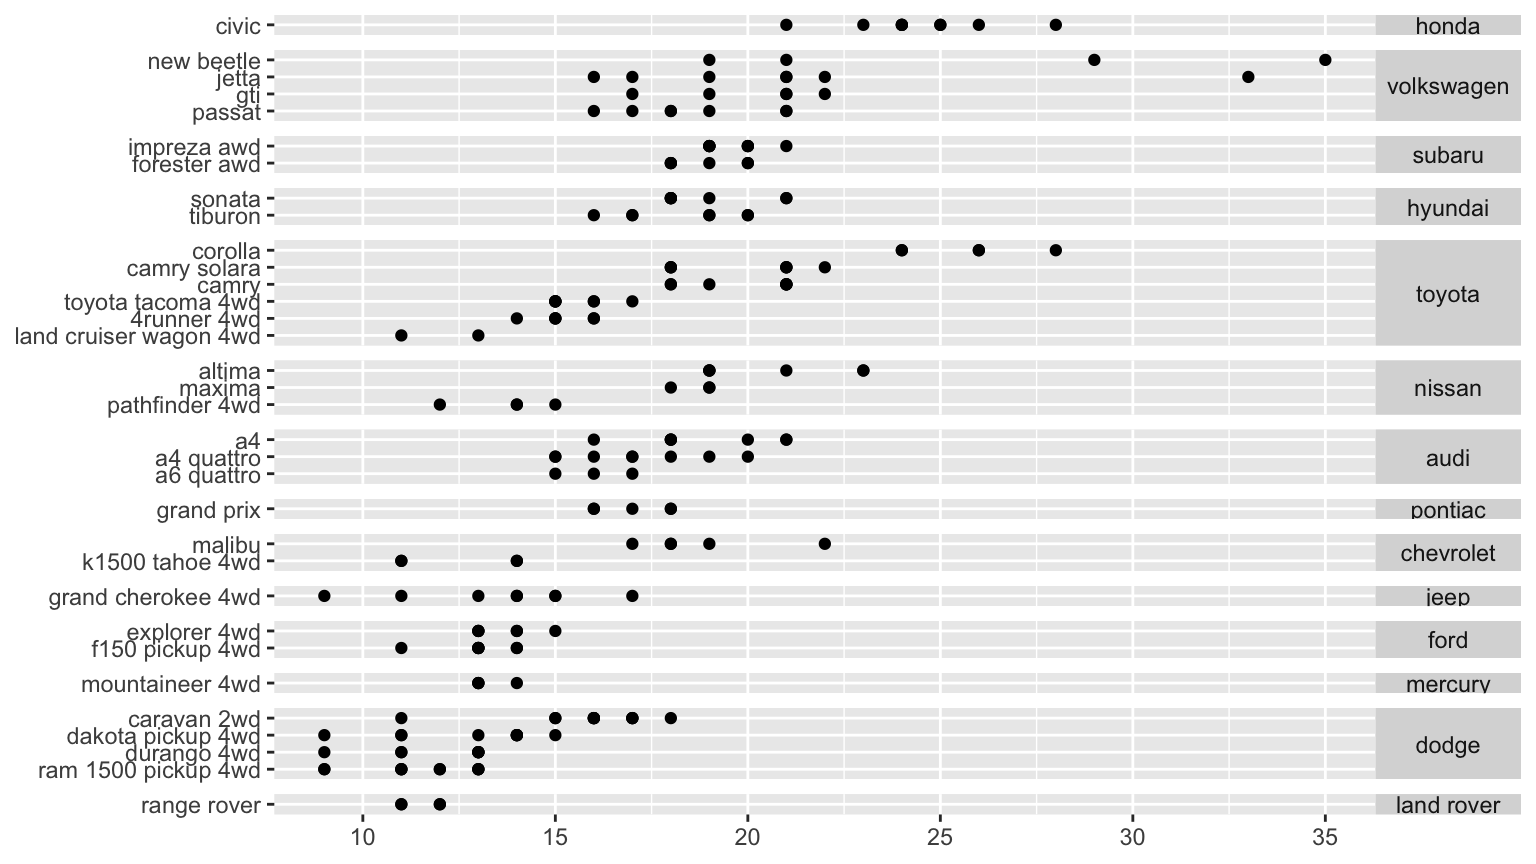 civic
honda
new beetle
jetta
gti
passat
volkswagen
impreza awd
forester awd
subaru
sonata
tiburon
hyundai
corolla
camry solara
camry
toyota tacoma 4wd
4runner 4wd
land cruiser wagon 4wd
toyota
altima
maxima
pathfinder 4wd
nissan
a4
a4 quattro
a6 quattro
audi
grand prix
pontiac
malibu
k1500 tahoe 4wd
chevrolet
grand cherokee 4wd
jeep
explorer 4wd
f150 pickup 4wd
ford
mountaineer 4wd
mercury
caravan 2wd
dakota pickup 4wd
durango 4wd
ram 1500 pickup 4wd
dodge
range rover
land rover
10 15 20 25 30 35